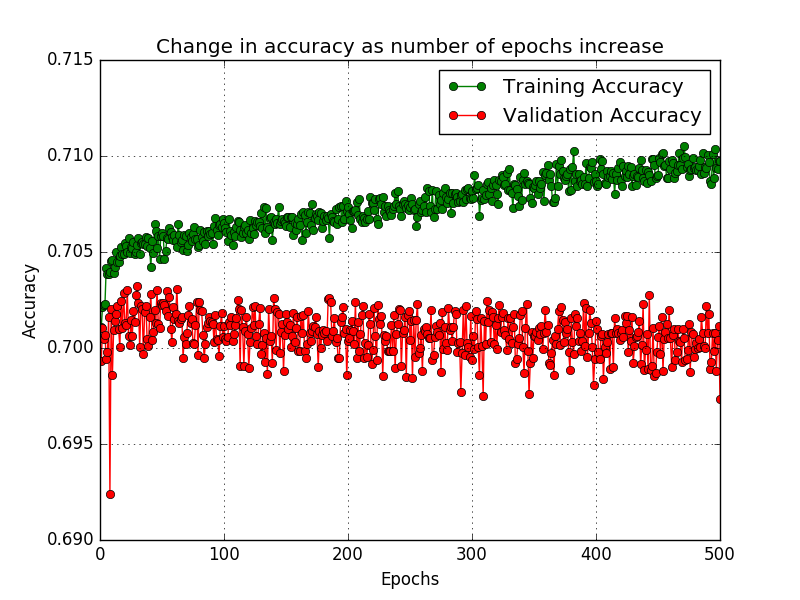 Change in accuracy as number of epochs increase
0.715
Training Accuracy
Validation Accuracy
0.710
0.705
0.700
0.695
0.690
Accuracy
0 100 200 300 400 500
Epochs